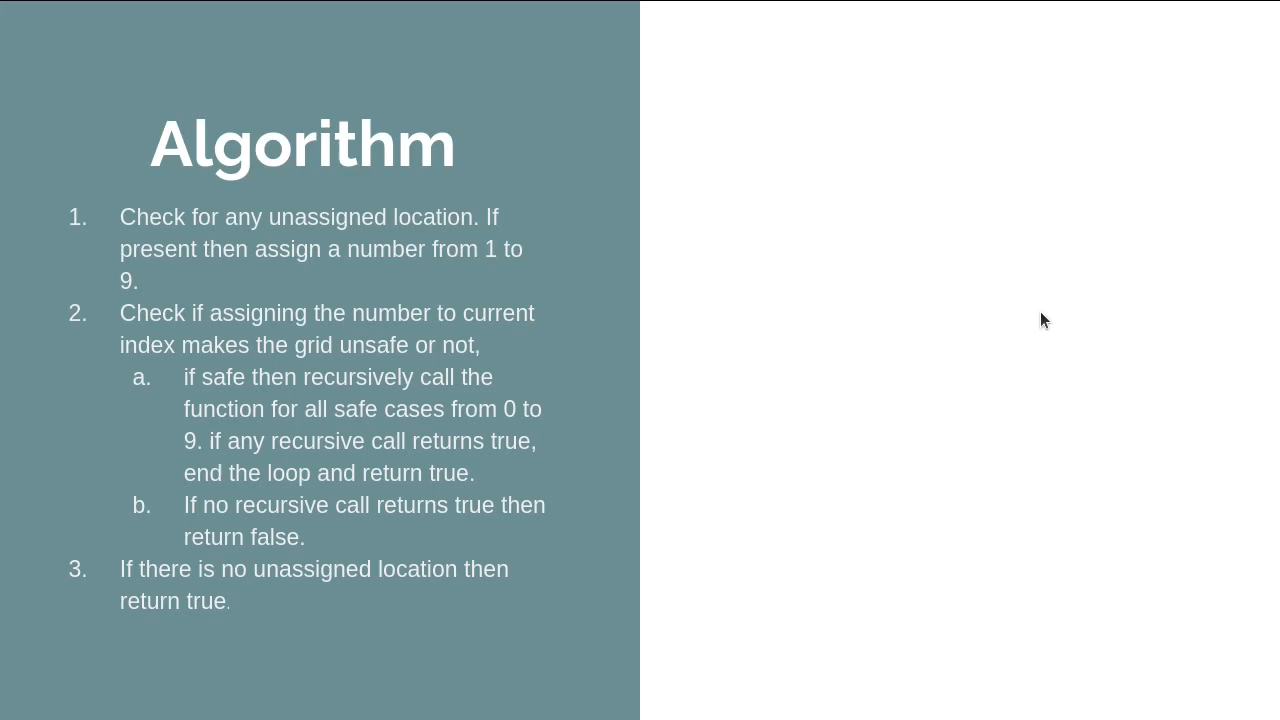 Algorithm
1. Check for any unassigned location. If
present then assign a number from 1 to
9.
2. Check if assigning the number to current
index makes the grid unsafe or not,
a. if safe then recursively call the
function for all safe cases from 0 to
9. if any recursive call returns true,
end the loop and return true.
b. If no recursive call returns true then
return false.
3. If there is no unassigned location then
return true.